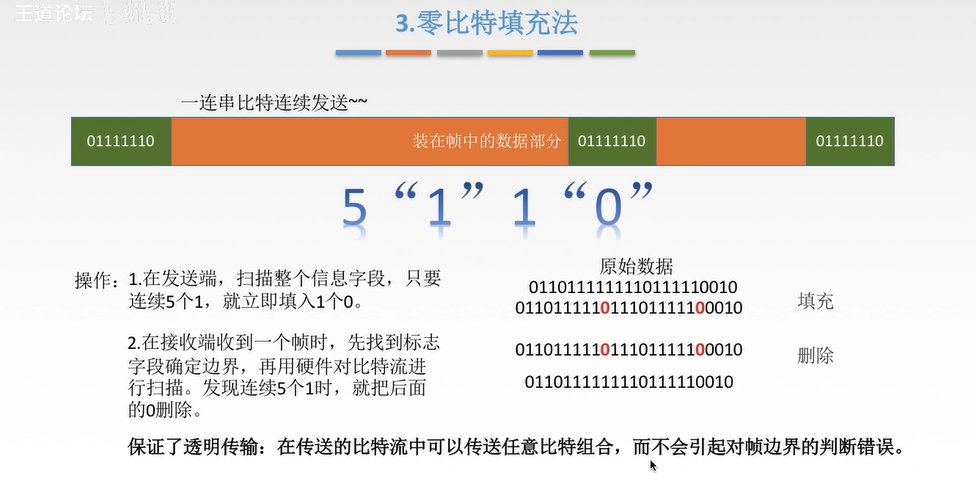 王道论坛
3.零比特填充法
一连串比特连续发送~~
01111110 装在帧中的数据部分 01111110 01111110
5“1”1“0”
操作：1.在发送端，扫描整个信息字段，只要
连续5个1，就立即填入1个0。
2.在接收端收到一个帧时，先找到标志
字段确定边界，再用硬件对比特流进
行扫描。发现连续5个1时，就把后面
的0删除。
原始数据
0110111111110111110010
011011111011101111100010 填充
011011111011101111100010 删除
0110111111110111110010
保证了透明传输：在传送的比特流中可以传送任意比特组合，而不会引起对帧边界的判断错误。